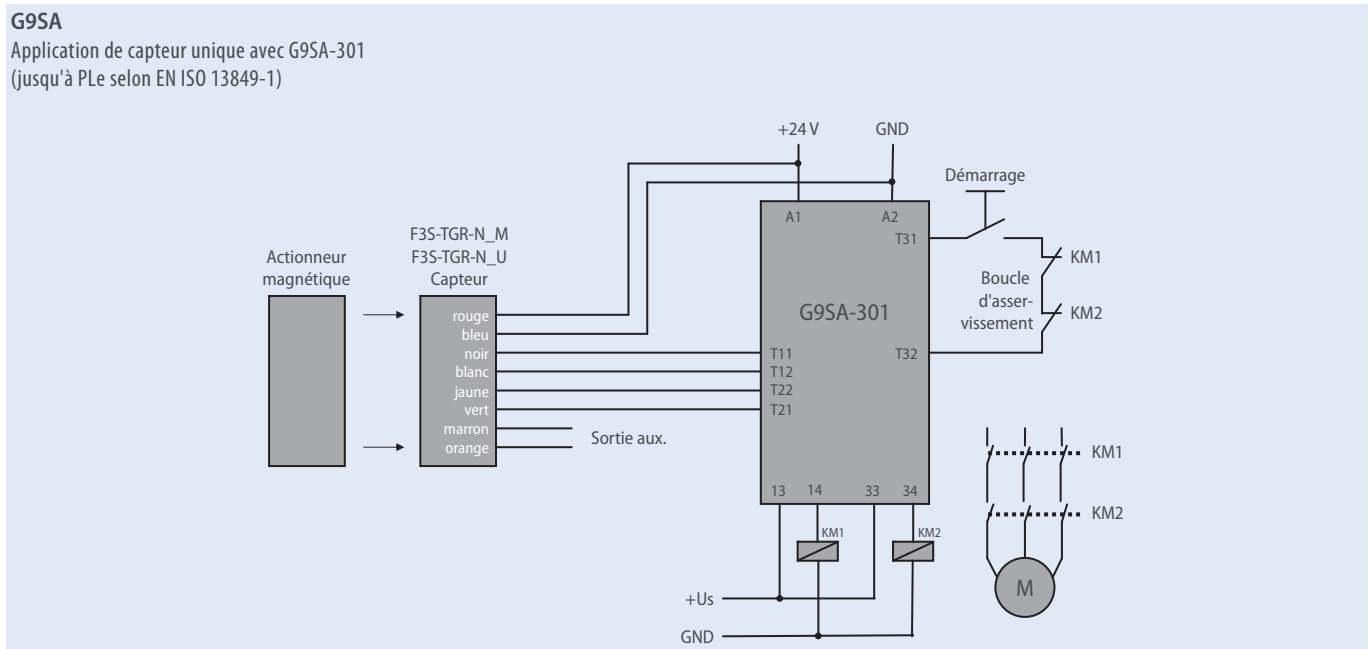 G9SA
Application de capteur unique avec G9SA-301
(jusqu'à PLe selon EN ISO 13849-1)
+24 V
GND
Démarrage
A1
A2
T31
F3S-TGR-N_M
F3S-TGR-N_U
Capteur
Actionneur
magnétique
KM1
Boucle
d'asser-
vissement
KM2
G9SA-301
rouge
bleu
noir
blanc
jaune
vert
marron
orange
T11
T12
T22
T21
T32
Sortie aux.
13
14
33
34
KM1
KM2
KM1
KM2
M
+Us
GND